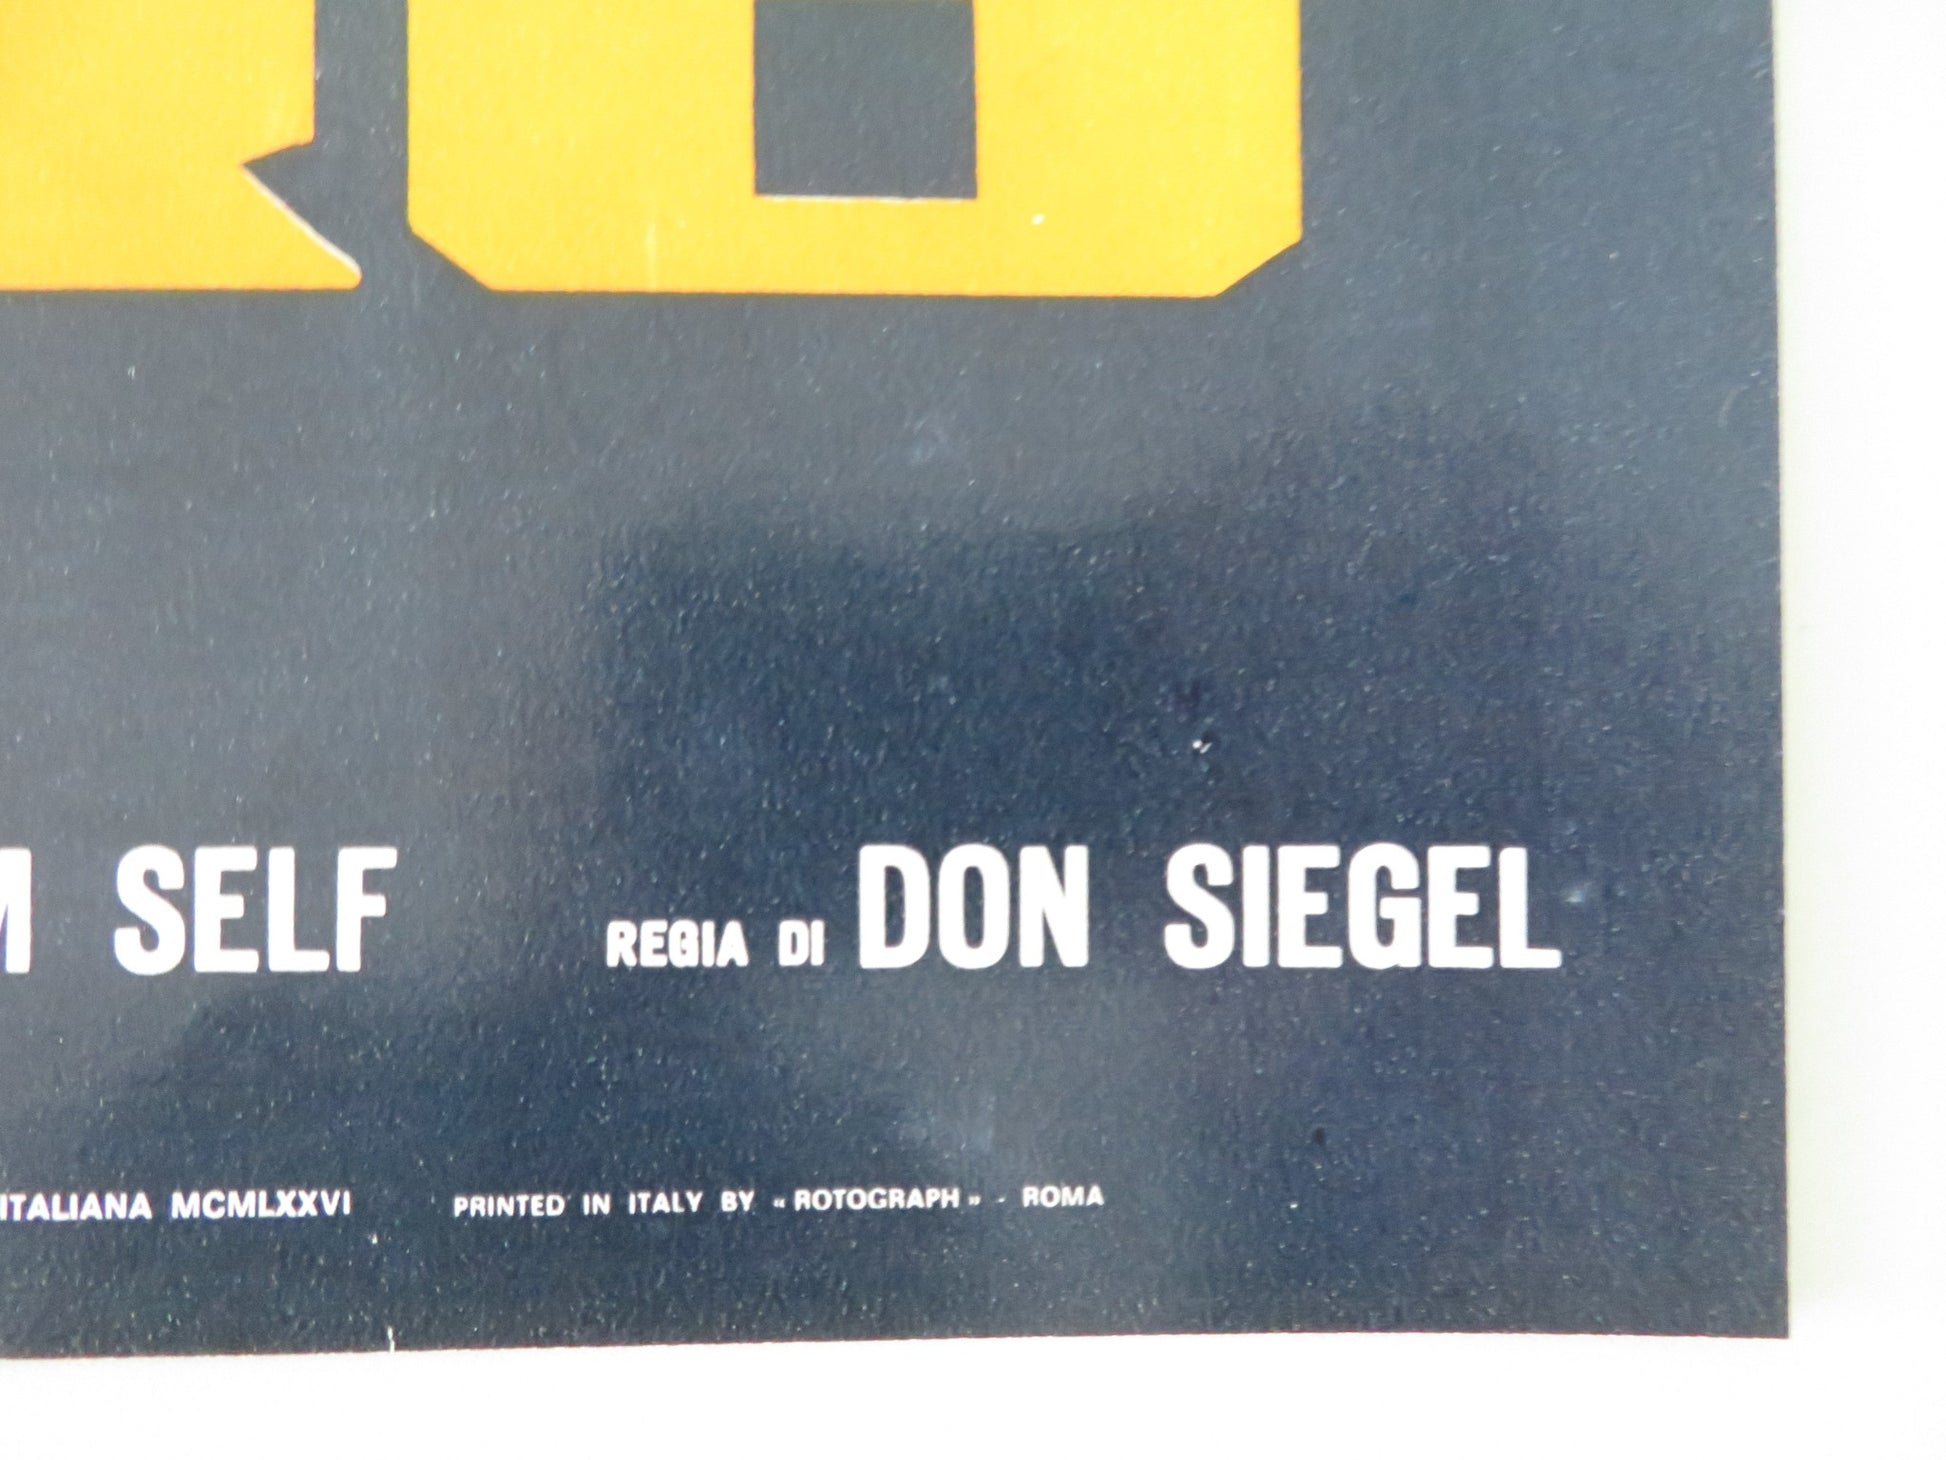 SELF REGIA DI DON SIEGEL
ITALIANA MCMLXXVI PRINTED IN ITALY BY « ROTOGRAPH » - ROMA